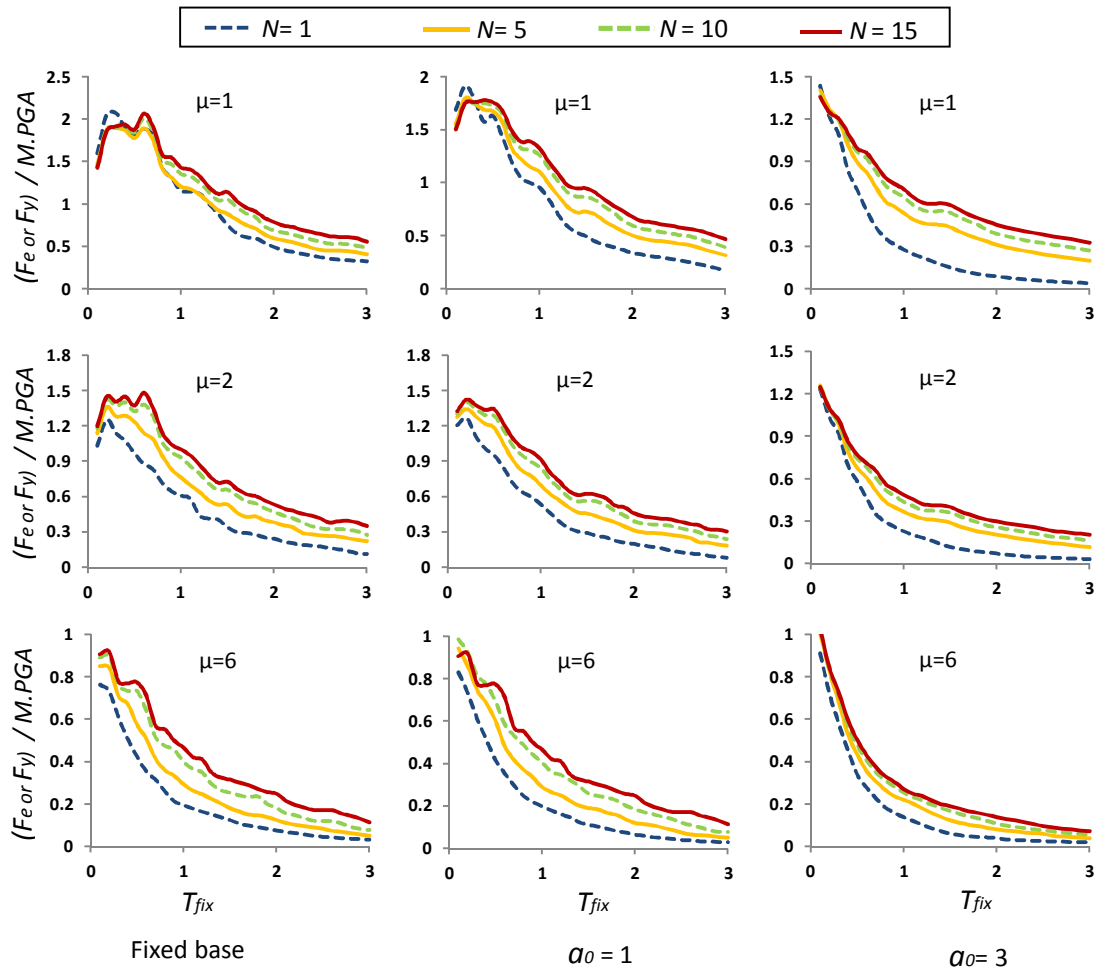 N= 1 N= 5 N = 10 N = 15
(Fe or Fy) / M.PGA
2.5
2
1.5
1
0.5
0
0 1 2 3
μ=1
2
1.5
1
0.5
0
0 1 2 3
μ=1
1.5
1.2
0.9
0.6
0.3
0
0 1 2 3
μ=1
(Fe or Fy) / M.PGA
1.8
1.5
1.2
0.9
0.6
0.3
0
0 1 2 3
μ=2
1.8
1.5
1.2
0.9
0.6
0.3
0
0 1 2 3
μ=2
1.5
1.2
0.9
0.6
0.3
0
0 1 2 3
μ=2
(Fe or Fy) / M.PGA
1
0.8
0.6
0.4
0.2
0
0 1 2 3
μ=6
1
0.8
0.6
0.4
0.2
0
0 1 2 3
μ=6
1
0.8
0.6
0.4
0.2
0
0 1 2 3
μ=6
Tfix Tfix Tfix
Fixed base a0 = 1 a0 = 3